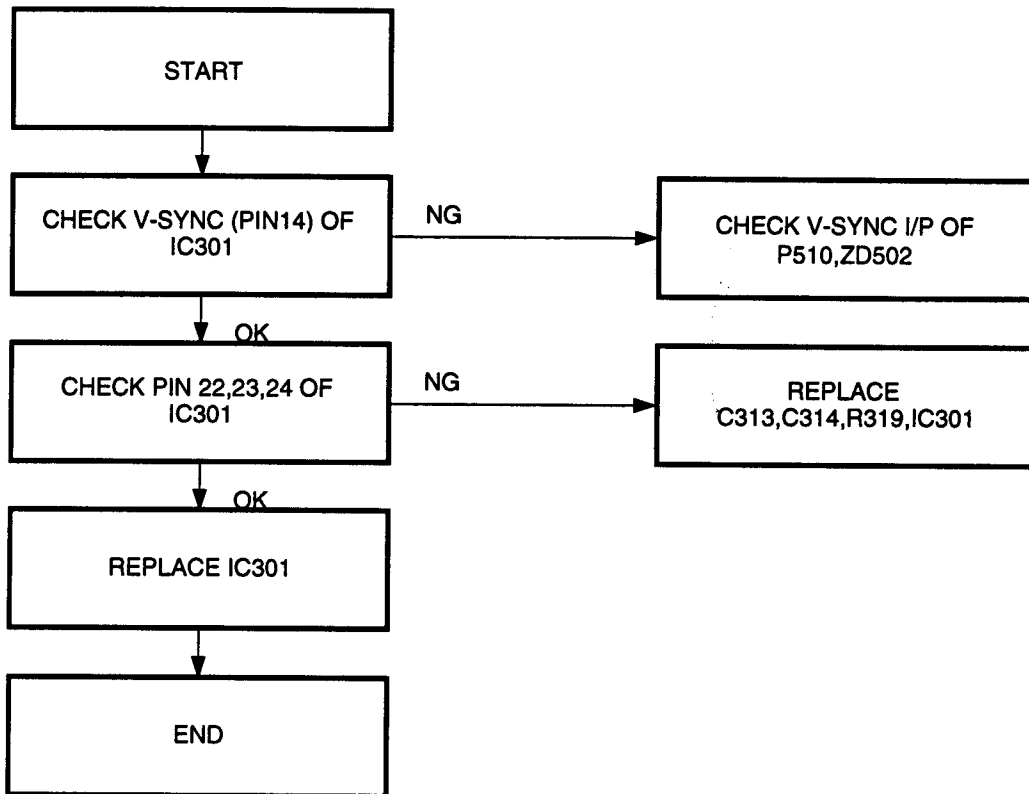 START
CHECK V-SYNC (PIN14) OF
IC301
NG
CHECK V-SYNC I/P OF
P510,ZD502
OK
CHECK PIN 22,23,24 OF
IC301
NG
REPLACE
C313,C314,R319,IC301
OK
REPLACE IC301
END